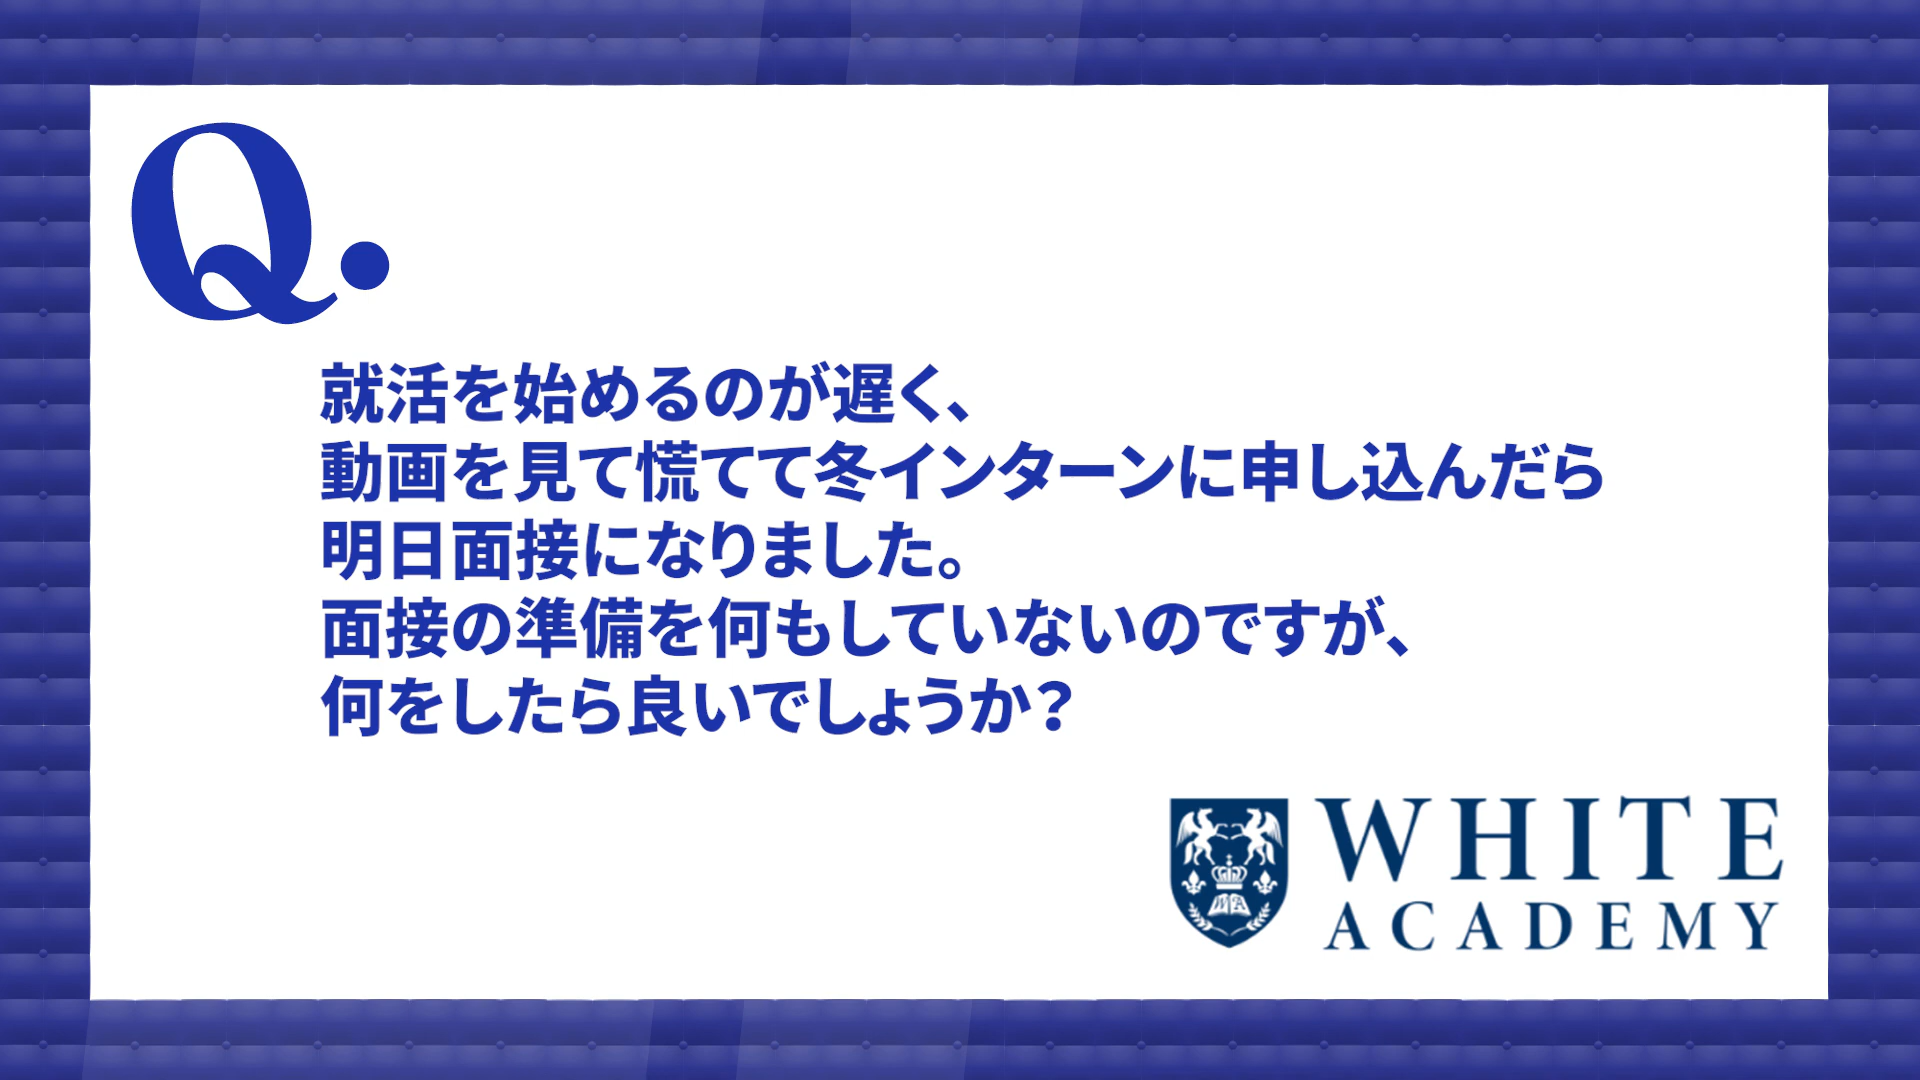 Q.
就活を始めるのが遅く、
動画を見て慌てて冬インターンに申し込んだら
明日面接になりました。
面接の準備を何もしていないのですが、
何をしたら良いでしょうか？
WHITE
ACADEMY